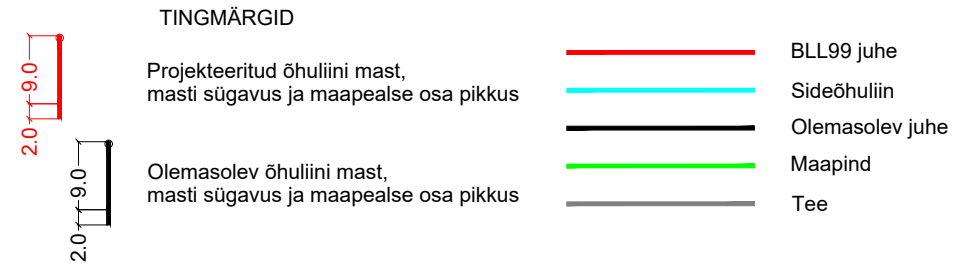 TINGMÄRGID
9.0
2.0
Projekteeritud õhuliini mast,
masti sügavus ja maapealse osa pikkus
9.0
2.0
Olemasolev õhuliini mast,
masti sügavus ja maapealse osa pikkus
BLL99 juhe
Sideõhuliin
Olemasolev juhe
Maapind
Tee